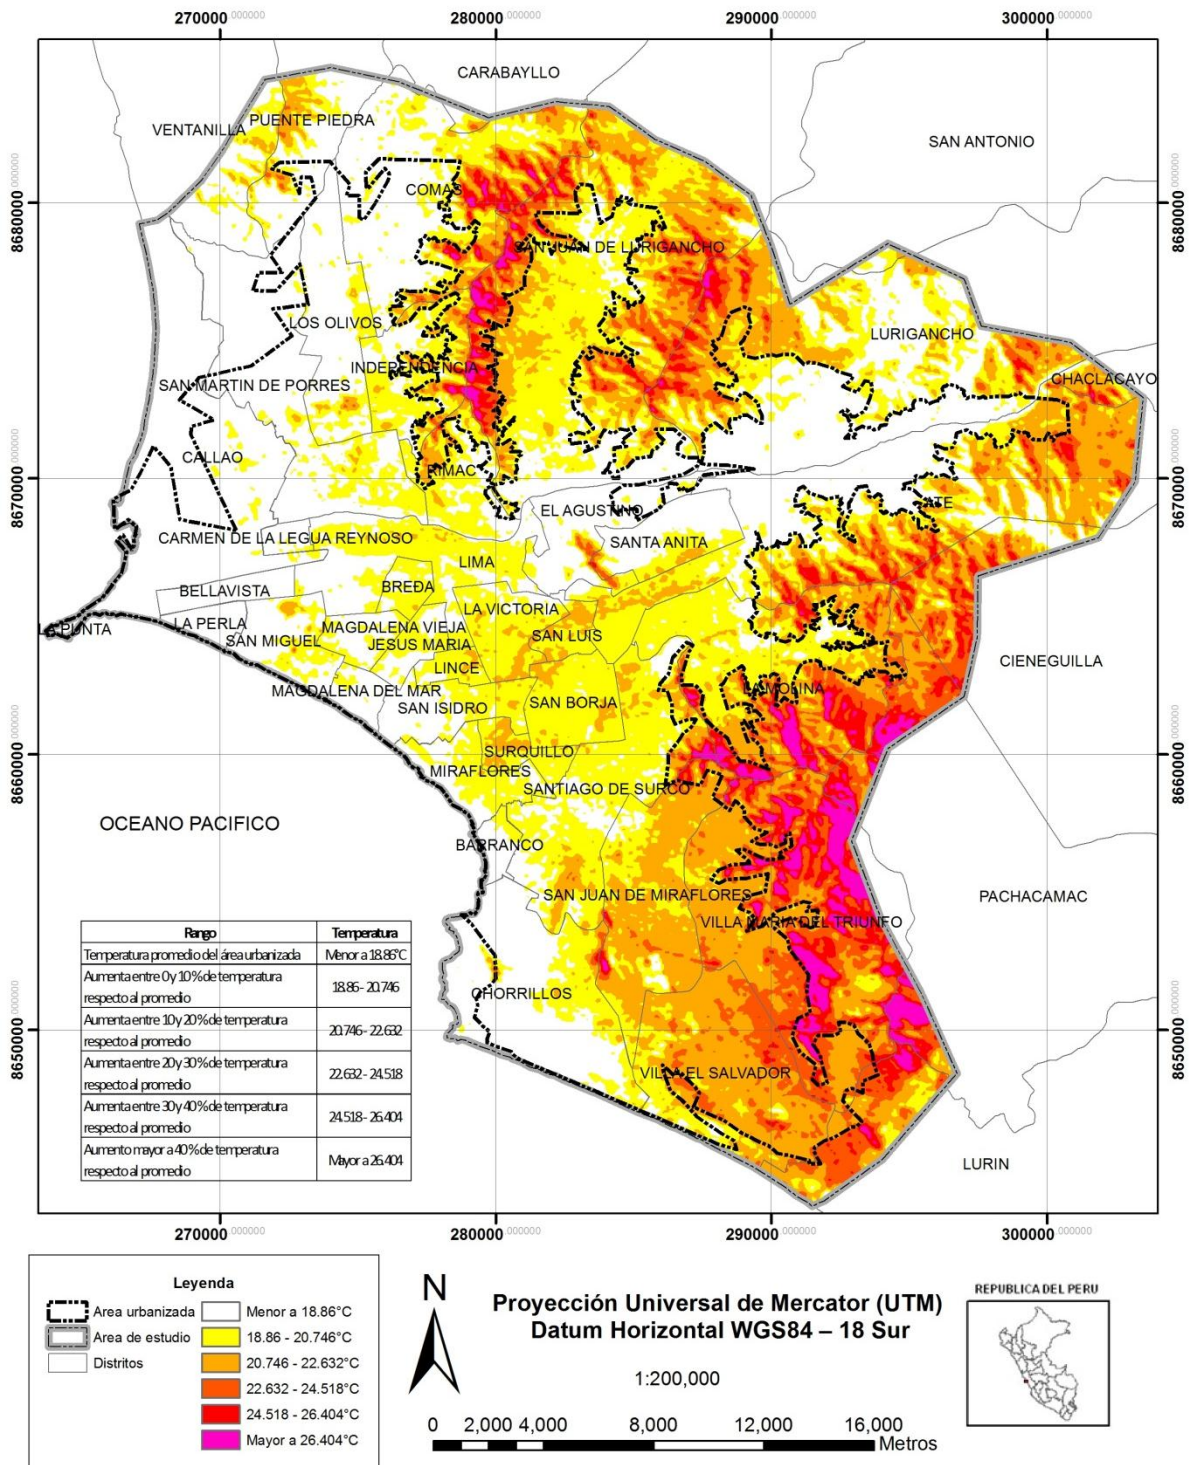 270000.000000 280000.000000 290000.000000 300000.000000
8680000.000000
8670000.000000
8660000.000000
8650000.000000
8680000.000000
8670000.000000
8660000.000000
8650000.000000
CARABAYLLO
PUENTE PIEDRA
VENTANILLA
SAN ANTONIO
COMAS
SAN JUAN DE LURIGANCHO
LOS OLIVOS
LURIGANCHO
INDEPENDENCIA
SAN MARTIN DE PORRES
CHACLACAYO
CALLAO
RIMAC
ATE
EL AGUSTINO
CARMEN DE LA LEGUA REYNOSO
SANTA ANITA
LIMA
BELLAVISTA
BREÐA
LA VICTORIA
LA PERLA
LA PUNTA
MAGDALENA VIEJA
SAN MIGUEL
SAN LUIS
JESUS MARIA
CIENEGUILLA
LINCE
MAGDALENA DEL MAR
LA MOLINA
SAN ISIDRO
SAN BORJA
SURQUILLO
MIRAFLORES
SANTIAGO DE SURCO
OCEANO PACIFICO
BARRANCO
SAN JUAN DE MIRAFLORES
PACHACAMAC
VILLA MARIA DEL TRIUNFO
CHORRILLOS
VILLA EL SALVADOR
LURIN
Rango Temperatura
Temperatura promedio del área urbanizada Menor a 18.86°C
Aumenta entre 0 y 10% de temperatura
respecto al promedio 18.86 - 20.746
Aumenta entre 10 y 20% de temperatura
respecto al promedio 20.746 - 22.632
Aumenta entre 20 y 30% de temperatura
respecto al promedio 22.632 - 24.518
Aumenta entre 30 y 40% de temperatura
respecto al promedio 24.518 - 26.404
Aumento mayor a 40% de temperatura
respecto al promedio Mayor a 26.404
270000.000000 280000.000000 290000.000000 300000.000000
Leyenda
Area urbanizada Menor a 18.86°C
Area de estudio 18.86 - 20.746°C
Distritos 20.746 - 22.632°C
22.632 - 24.518°C
24.518 - 26.404°C
Mayor a 26.404°C
N
Proyección Universal de Mercator (UTM)
Datum Horizontal WGS84 – 18 Sur
1:200,000
0 2,000 4,000 8,000 12,000 16,000
Metros
REPUBLICA DEL PERU